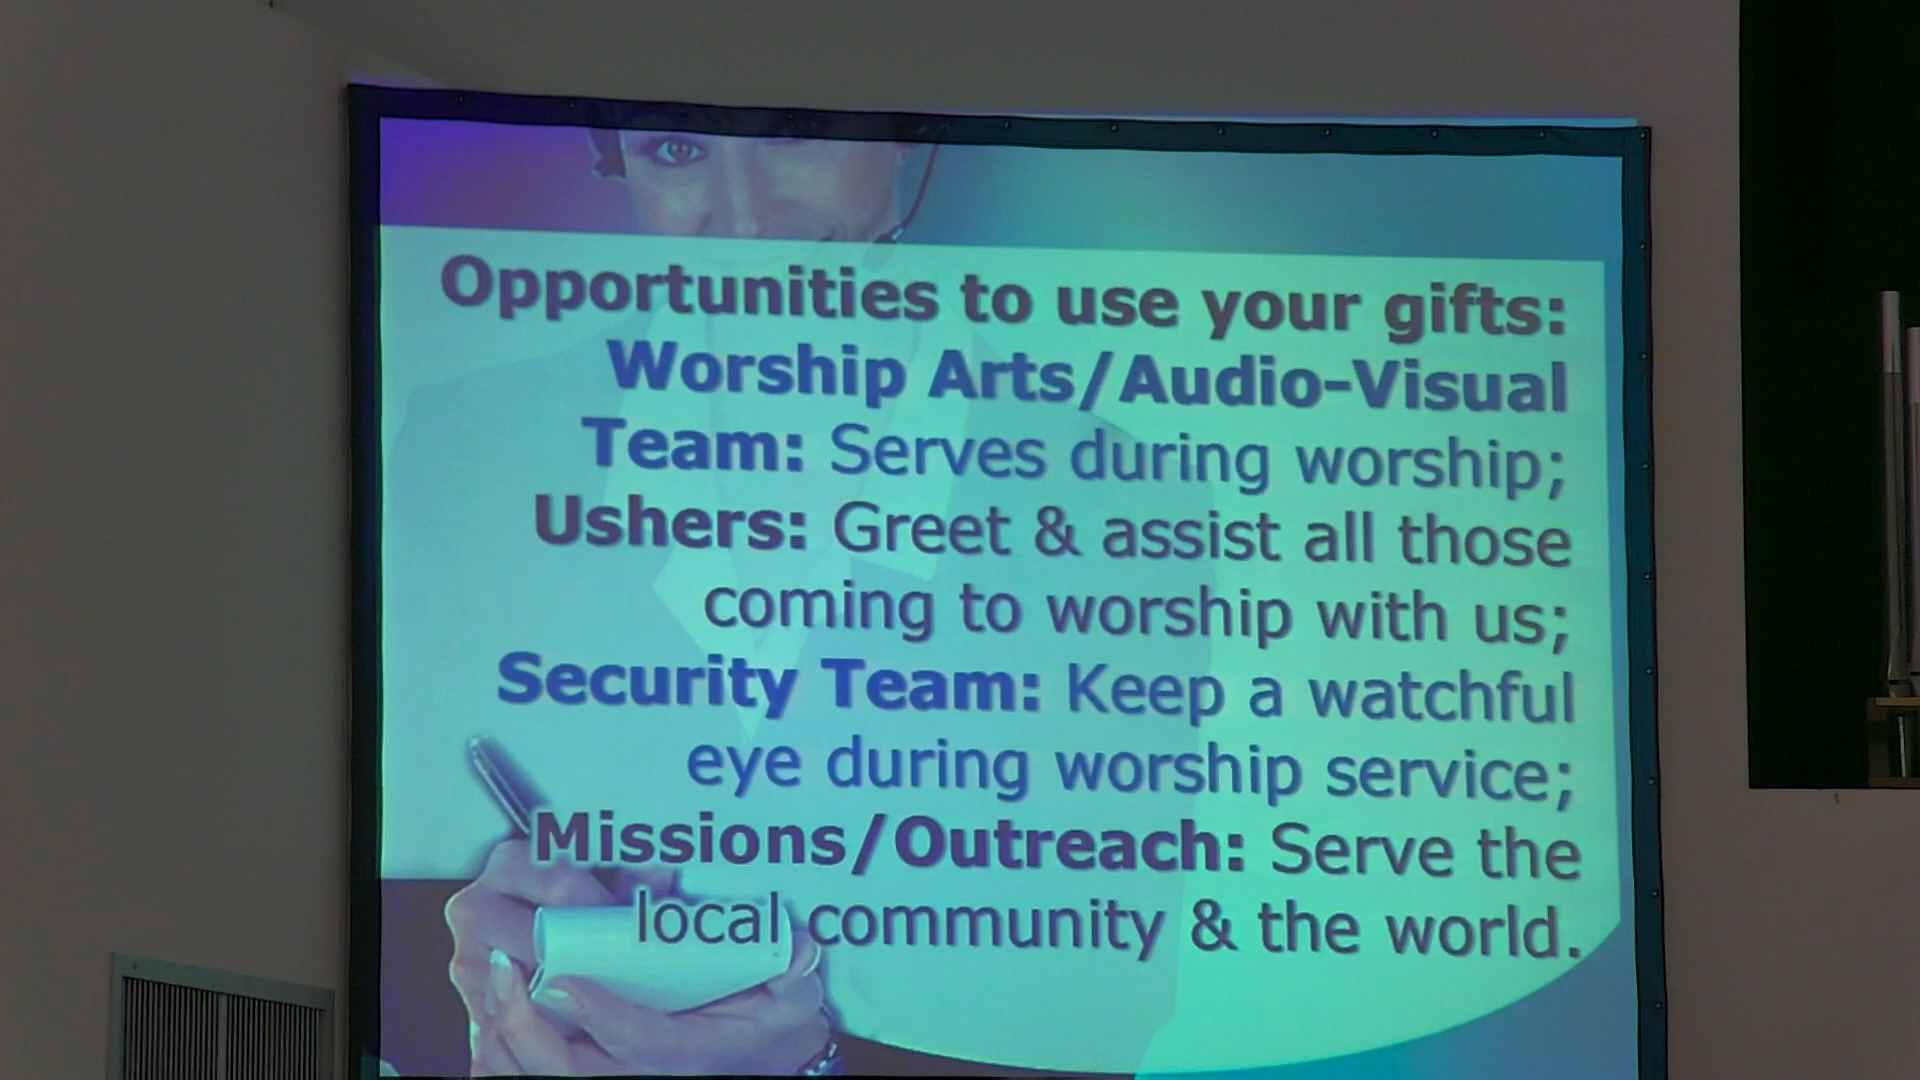 Opportunities to use your gifts:
Worship Arts/Audio-Visual
Team: Serves during worship;
Ushers: Greet & assist all those
coming to worship with us;
Security Team: Keep a watchful
eye during worship service;
Missions/Outreach: Serve the
local community & the world.